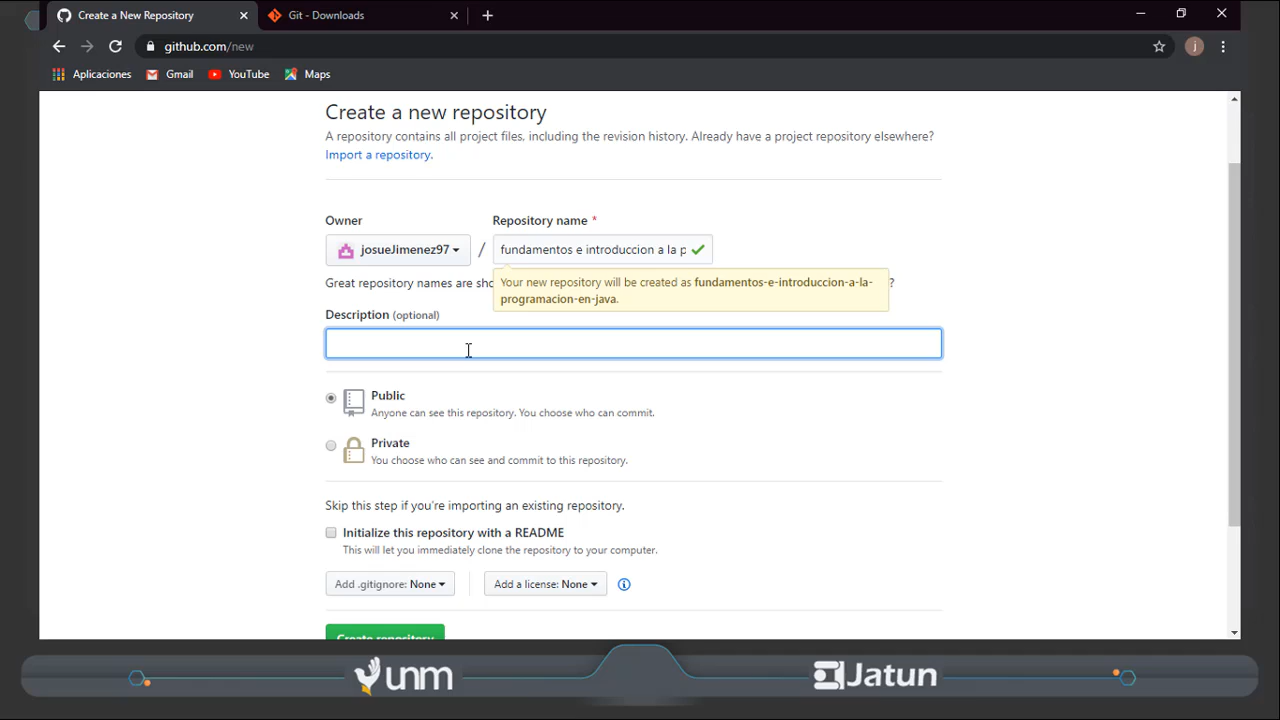 Create a New Repository
Git - Downloads
github.com/new
j
Aplicaciones
Gmail
YouTube
Maps
Create a new repository
A repository contains all project files, including the revision history. Already have a project repository elsewhere?
Import a repository.
Owner
Repository name *
josueJimenez97 /
fundamentos e introduccion a la p
Great repository names are sho
?
Your new repository will be created as fundamentos-e-introduccion-a-la-
programacion-en-java.
Description (optional)
Public
Anyone can see this repository. You choose who can commit.
Private
You choose who can see and commit to this repository.
Skip this step if you're importing an existing repository.
Initialize this repository with a README
This will let you immediately clone the repository to your computer.
Add .gitignore: None
Add a license: None
Create repository
unm
Jatun